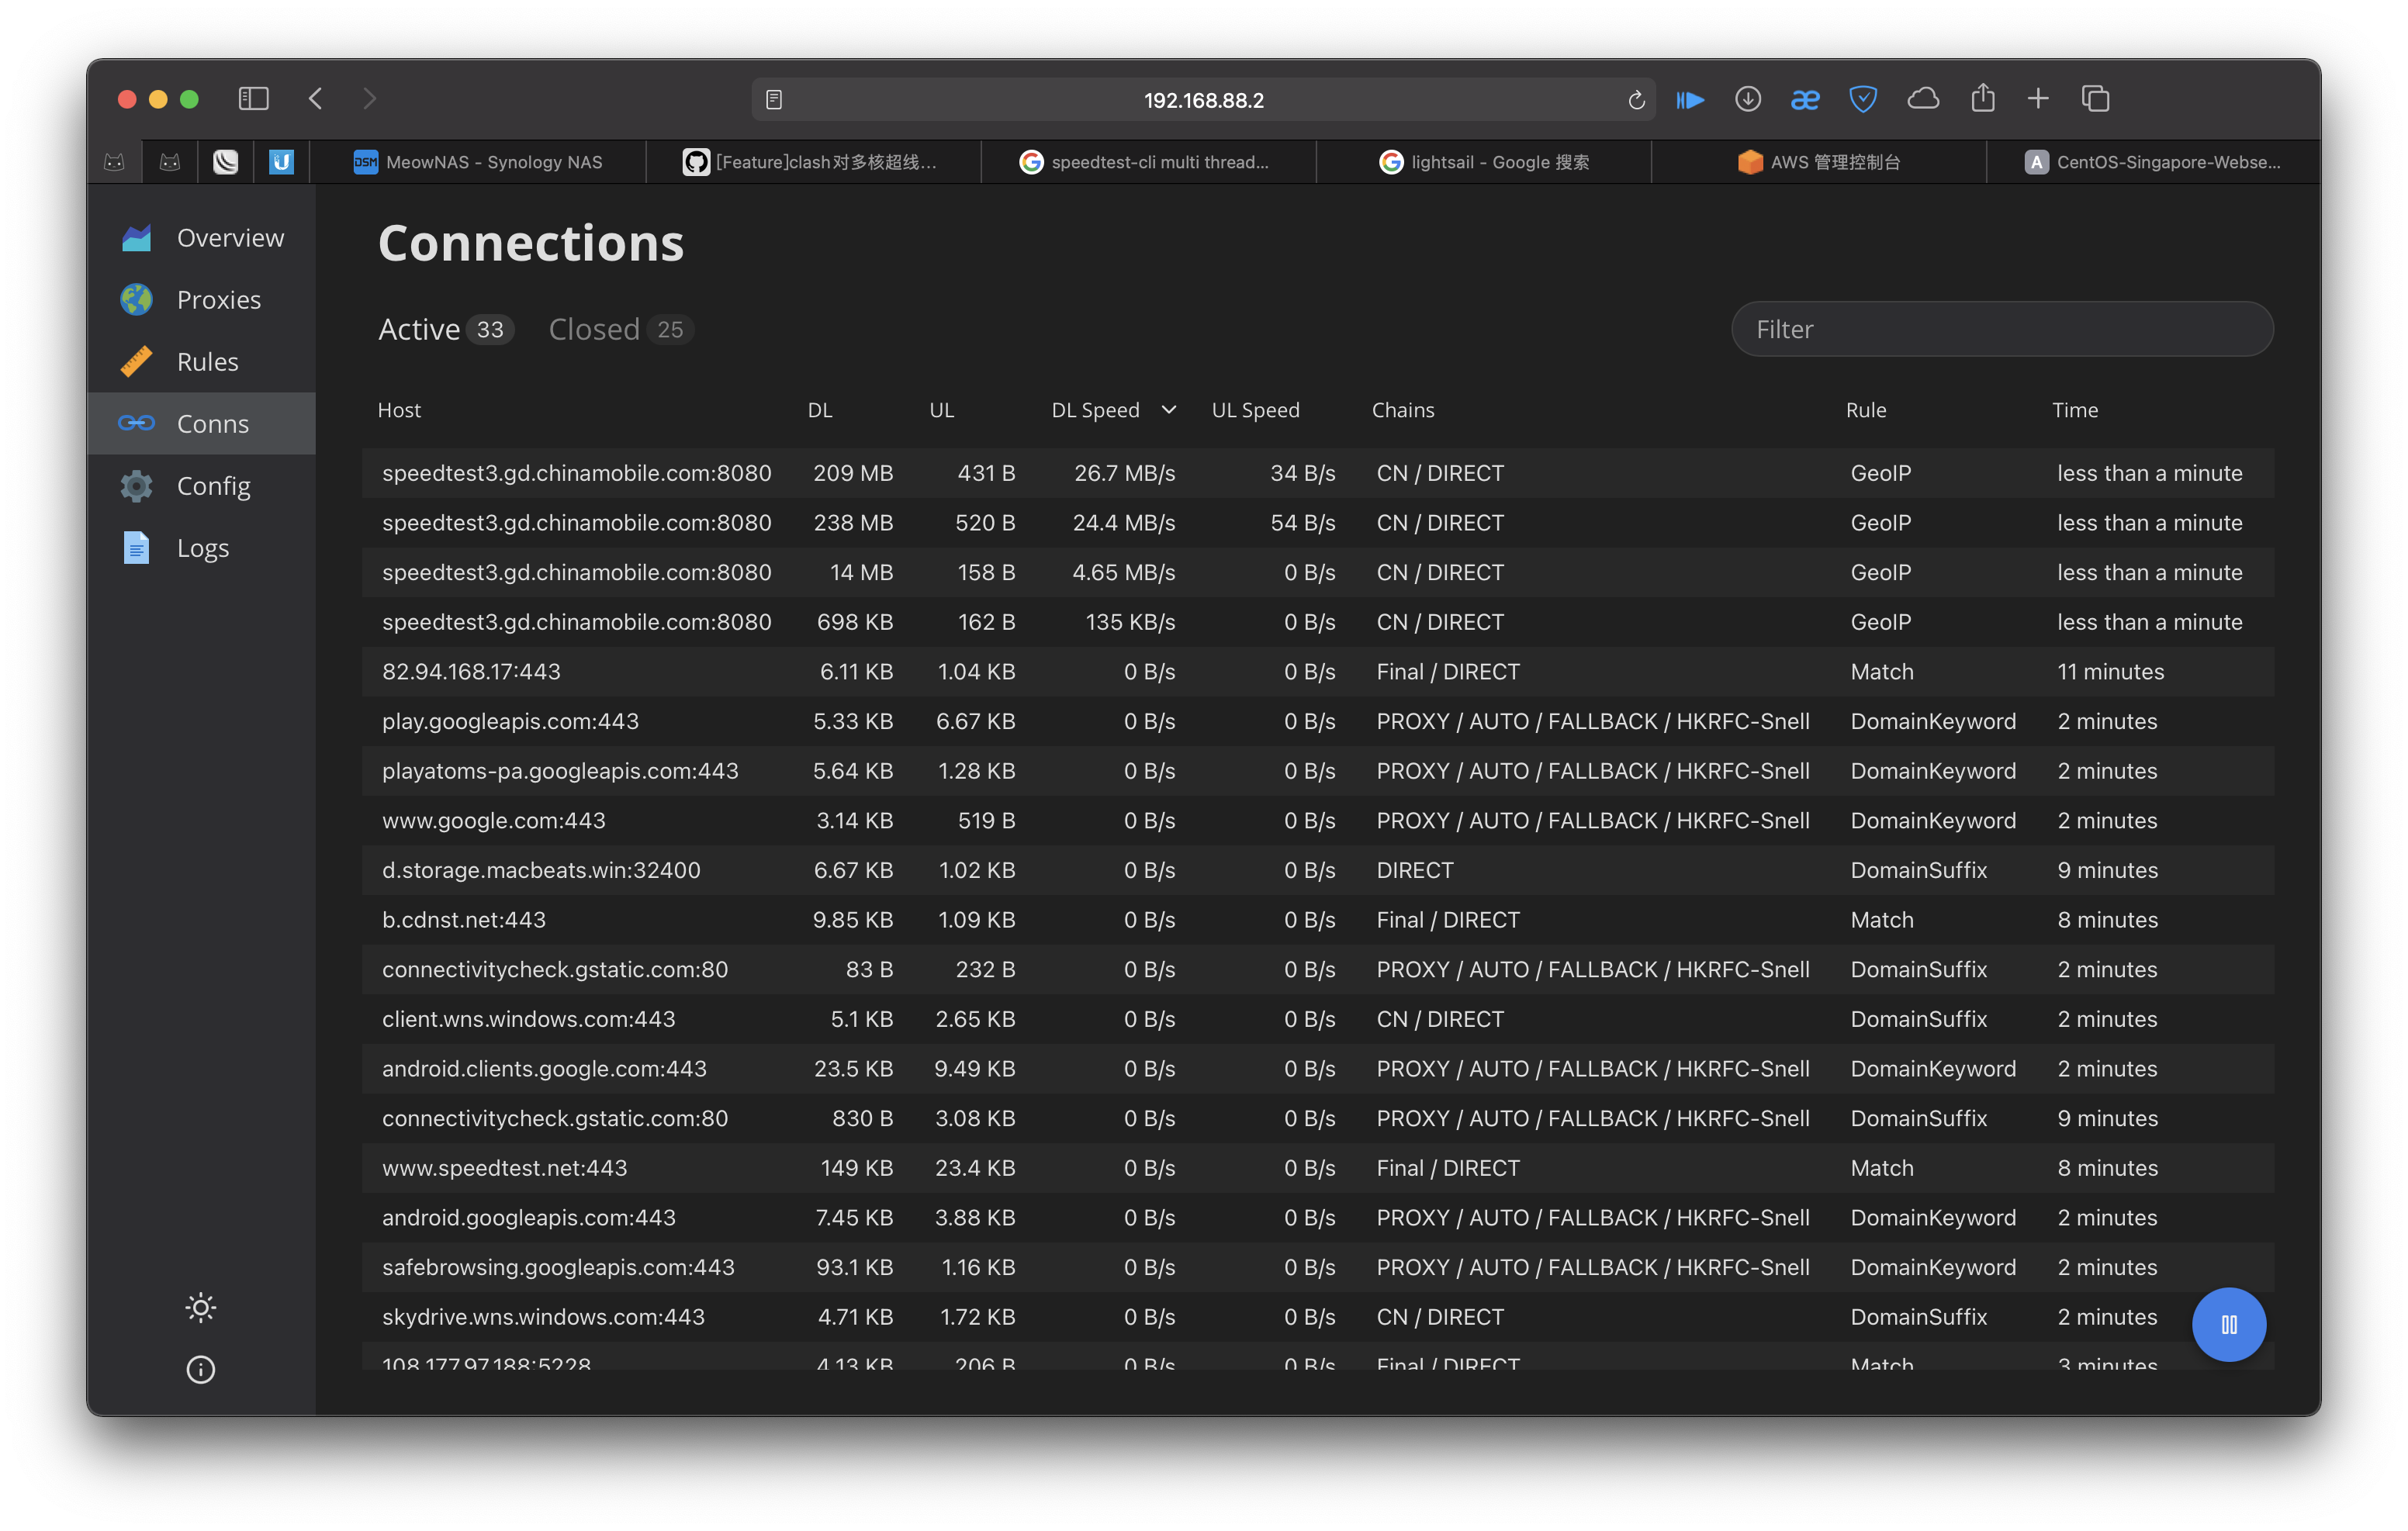 192.168.88.2
DSM MeowNAS - Synology NAS [Feature]clash对多核超线... speedtest-cli multi thread... lightsail - Google 搜索 AWS 管理控制台 A CentOS-Singapore-Webse...
Overview
Proxies
Rules
Conns
Config
Logs
Connections
Active 33 Closed 25 Filter
Host DL UL DL Speed UL Speed Chains Rule Time
speedtest3.gd.chinamobile.com:8080 209 MB 431 B 26.7 MB/s 34 B/s CN / DIRECT GeoIP less than a minute
speedtest3.gd.chinamobile.com:8080 238 MB 520 B 24.4 MB/s 54 B/s CN / DIRECT GeoIP less than a minute
speedtest3.gd.chinamobile.com:8080 14 MB 158 B 4.65 MB/s 0 B/s CN / DIRECT GeoIP less than a minute
speedtest3.gd.chinamobile.com:8080 698 KB 162 B 135 KB/s 0 B/s CN / DIRECT GeoIP less than a minute
82.94.168.17:443 6.11 KB 1.04 KB 0 B/s 0 B/s Final / DIRECT Match 11 minutes
play.googleapis.com:443 5.33 KB 6.67 KB 0 B/s 0 B/s PROXY / AUTO / FALLBACK / HKRFC-Snell DomainKeyword 2 minutes
playatoms-pa.googleapis.com:443 5.64 KB 1.28 KB 0 B/s 0 B/s PROXY / AUTO / FALLBACK / HKRFC-Snell DomainKeyword 2 minutes
www.google.com:443 3.14 KB 519 B 0 B/s 0 B/s PROXY / AUTO / FALLBACK / HKRFC-Snell DomainKeyword 2 minutes
d.storage.macbeats.win:32400 6.67 KB 1.02 KB 0 B/s 0 B/s DIRECT DomainSuffix 9 minutes
b.cdnst.net:443 9.85 KB 1.09 KB 0 B/s 0 B/s Final / DIRECT Match 8 minutes
connectivitycheck.gstatic.com:80 83 B 232 B 0 B/s 0 B/s PROXY / AUTO / FALLBACK / HKRFC-Snell DomainSuffix 2 minutes
client.wns.windows.com:443 5.1 KB 2.65 KB 0 B/s 0 B/s CN / DIRECT DomainSuffix 2 minutes
android.clients.google.com:443 23.5 KB 9.49 KB 0 B/s 0 B/s PROXY / AUTO / FALLBACK / HKRFC-Snell DomainKeyword 2 minutes
connectivitycheck.gstatic.com:80 830 B 3.08 KB 0 B/s 0 B/s PROXY / AUTO / FALLBACK / HKRFC-Snell DomainSuffix 9 minutes
www.speedtest.net:443 149 KB 23.4 KB 0 B/s 0 B/s Final / DIRECT Match 8 minutes
android.googleapis.com:443 7.45 KB 3.88 KB 0 B/s 0 B/s PROXY / AUTO / FALLBACK / HKRFC-Snell DomainKeyword 2 minutes
safebrowsing.googleapis.com:443 93.1 KB 1.16 KB 0 B/s 0 B/s PROXY / AUTO / FALLBACK / HKRFC-Snell DomainKeyword 2 minutes
skydrive.wns.windows.com:443 4.71 KB 1.72 KB 0 B/s 0 B/s CN / DIRECT DomainSuffix 2 minutes
108.177.97.188:5228 4.13 KB 206 B 0 B/s 0 B/s Final / DIRECT Match 3 minutes